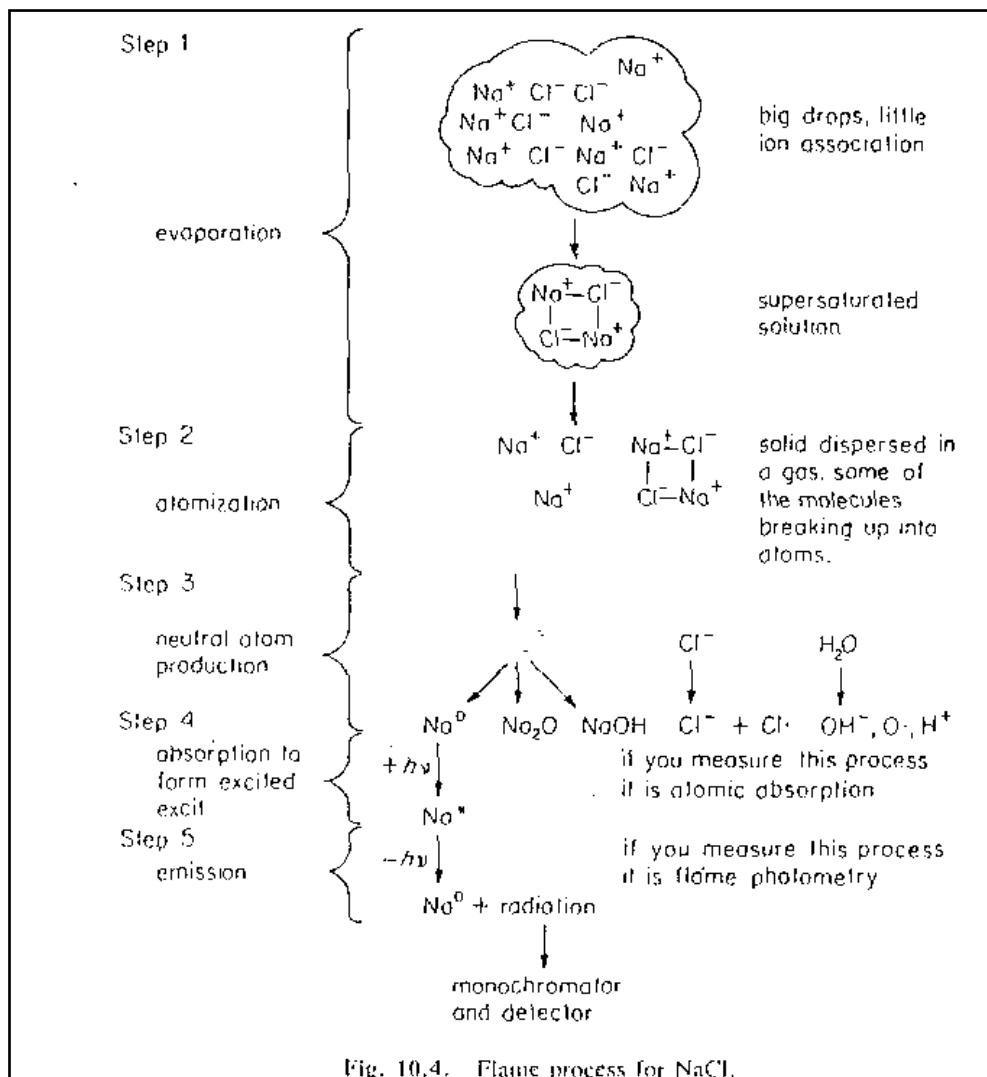 Step 1
Na⁺
Na⁺ Cl⁻ Cl⁻
Na⁺ Cl⁻ Na⁺
Na⁺ Cl⁻ Na⁺ Cl⁻
Cl⁻ Na⁺
big drops, little
ion association
evaporation
Na⁺—Cl⁻
Cl⁻—Na⁺
supersaturated
solution
Step 2
Na⁺ Cl⁻ Na⁺—Cl⁻
Na⁺ Cl⁻—Na⁺
atomization
solid dispersed in
a gas, some of
the molecules
breaking up into
atoms.
Step 3
neutral atom
production
Cl⁻ H₂O
Step 4
Na⁰ Na₂O NaOH Cl⁻ + Cl· OH⁻, O·, H⁺
absorption to
form excited
excit
+hν
Na*
if you measure this process
it is atomic absorption
Step 5
emission
−hν
if you measure this process
it is flame photometry
Na⁰ + radiation
monochromator
and detector
Fig. 10.4. Flame process for NaCl.